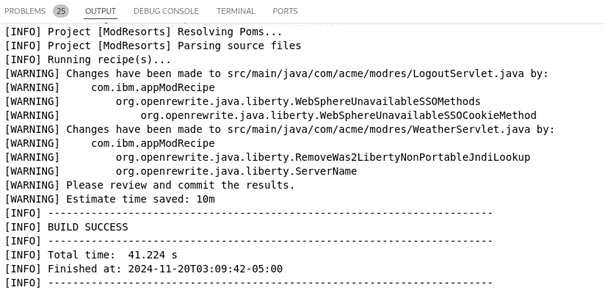 PROBLEMS 25 OUTPUT DEBUG CONSOLE TERMINAL PORTS
[INFO] Project [ModResorts] Resolving Poms...
[INFO] Project [ModResorts] Parsing source files
[INFO] Running recipe(s)...
[WARNING] Changes have been made to src/main/java/com/acme/modres/LogoutServlet.java by:
[WARNING]     com.ibm.appModRecipe
[WARNING]         org.openrewrite.java.liberty.WebSphereUnavailableSSOMethods
[WARNING]             org.openrewrite.java.liberty.WebSphereUnavailableSSOCookieMethod
[WARNING] Changes have been made to src/main/java/com/acme/modres/WeatherServlet.java by:
[WARNING]     com.ibm.appModRecipe
[WARNING]         org.openrewrite.java.liberty.RemoveWas2LibertyNonPortableJndiLookup
[WARNING]         org.openrewrite.java.liberty.ServerName
[WARNING] Please review and commit the results.
[WARNING] Estimate time saved: 10m
[INFO] ------------------------------------------------------------------------
[INFO] BUILD SUCCESS
[INFO] ------------------------------------------------------------------------
[INFO] Total time:  41.224 s
[INFO] Finished at: 2024-11-20T03:09:42-05:00
[INFO] ------------------------------------------------------------------------